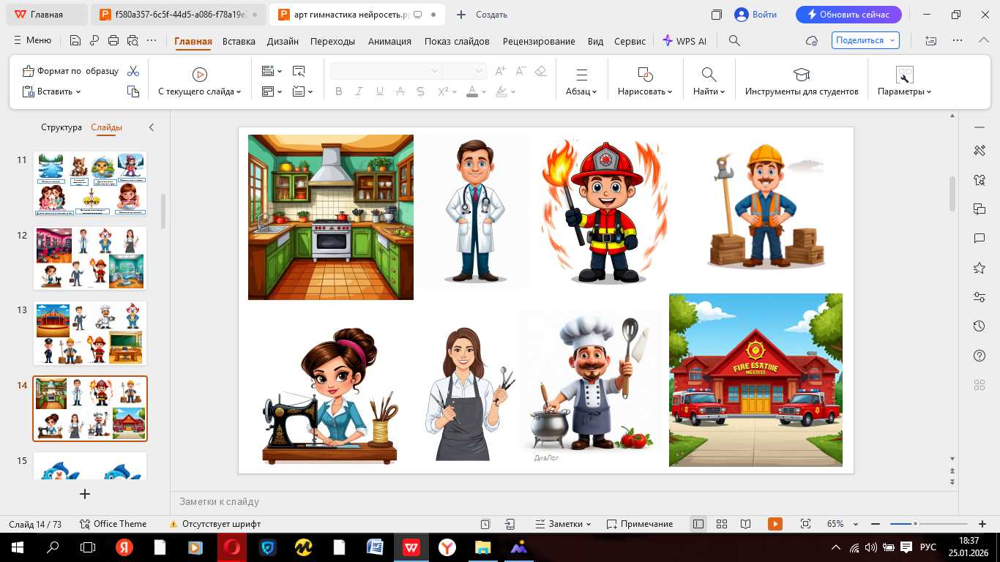 Главная
f580a357-6c5f-44d5-a086-f78a19e2
арт гимнастика нейросеть.pp
Создать
Войти
Обновить сейчас
Меню
Главная Вставка Дизайн Переходы Анимация Показ слайдов Рецензирование Вид Сервис WPS AI
Поделиться
Формат по образцу
Вставить
С текущего слайда
Абзац
Нарисовать
Найти
Инструменты для студентов
Параметры
Структура Слайды
11
12
13
14
15
FIRE ESATINE
ДиаЛог
Заметки к слайду
Слайд 14 / 73
Office Theme
Отсутствует шрифт
Заметки
Примечание
65%
РУС
18:37
25.01.2026